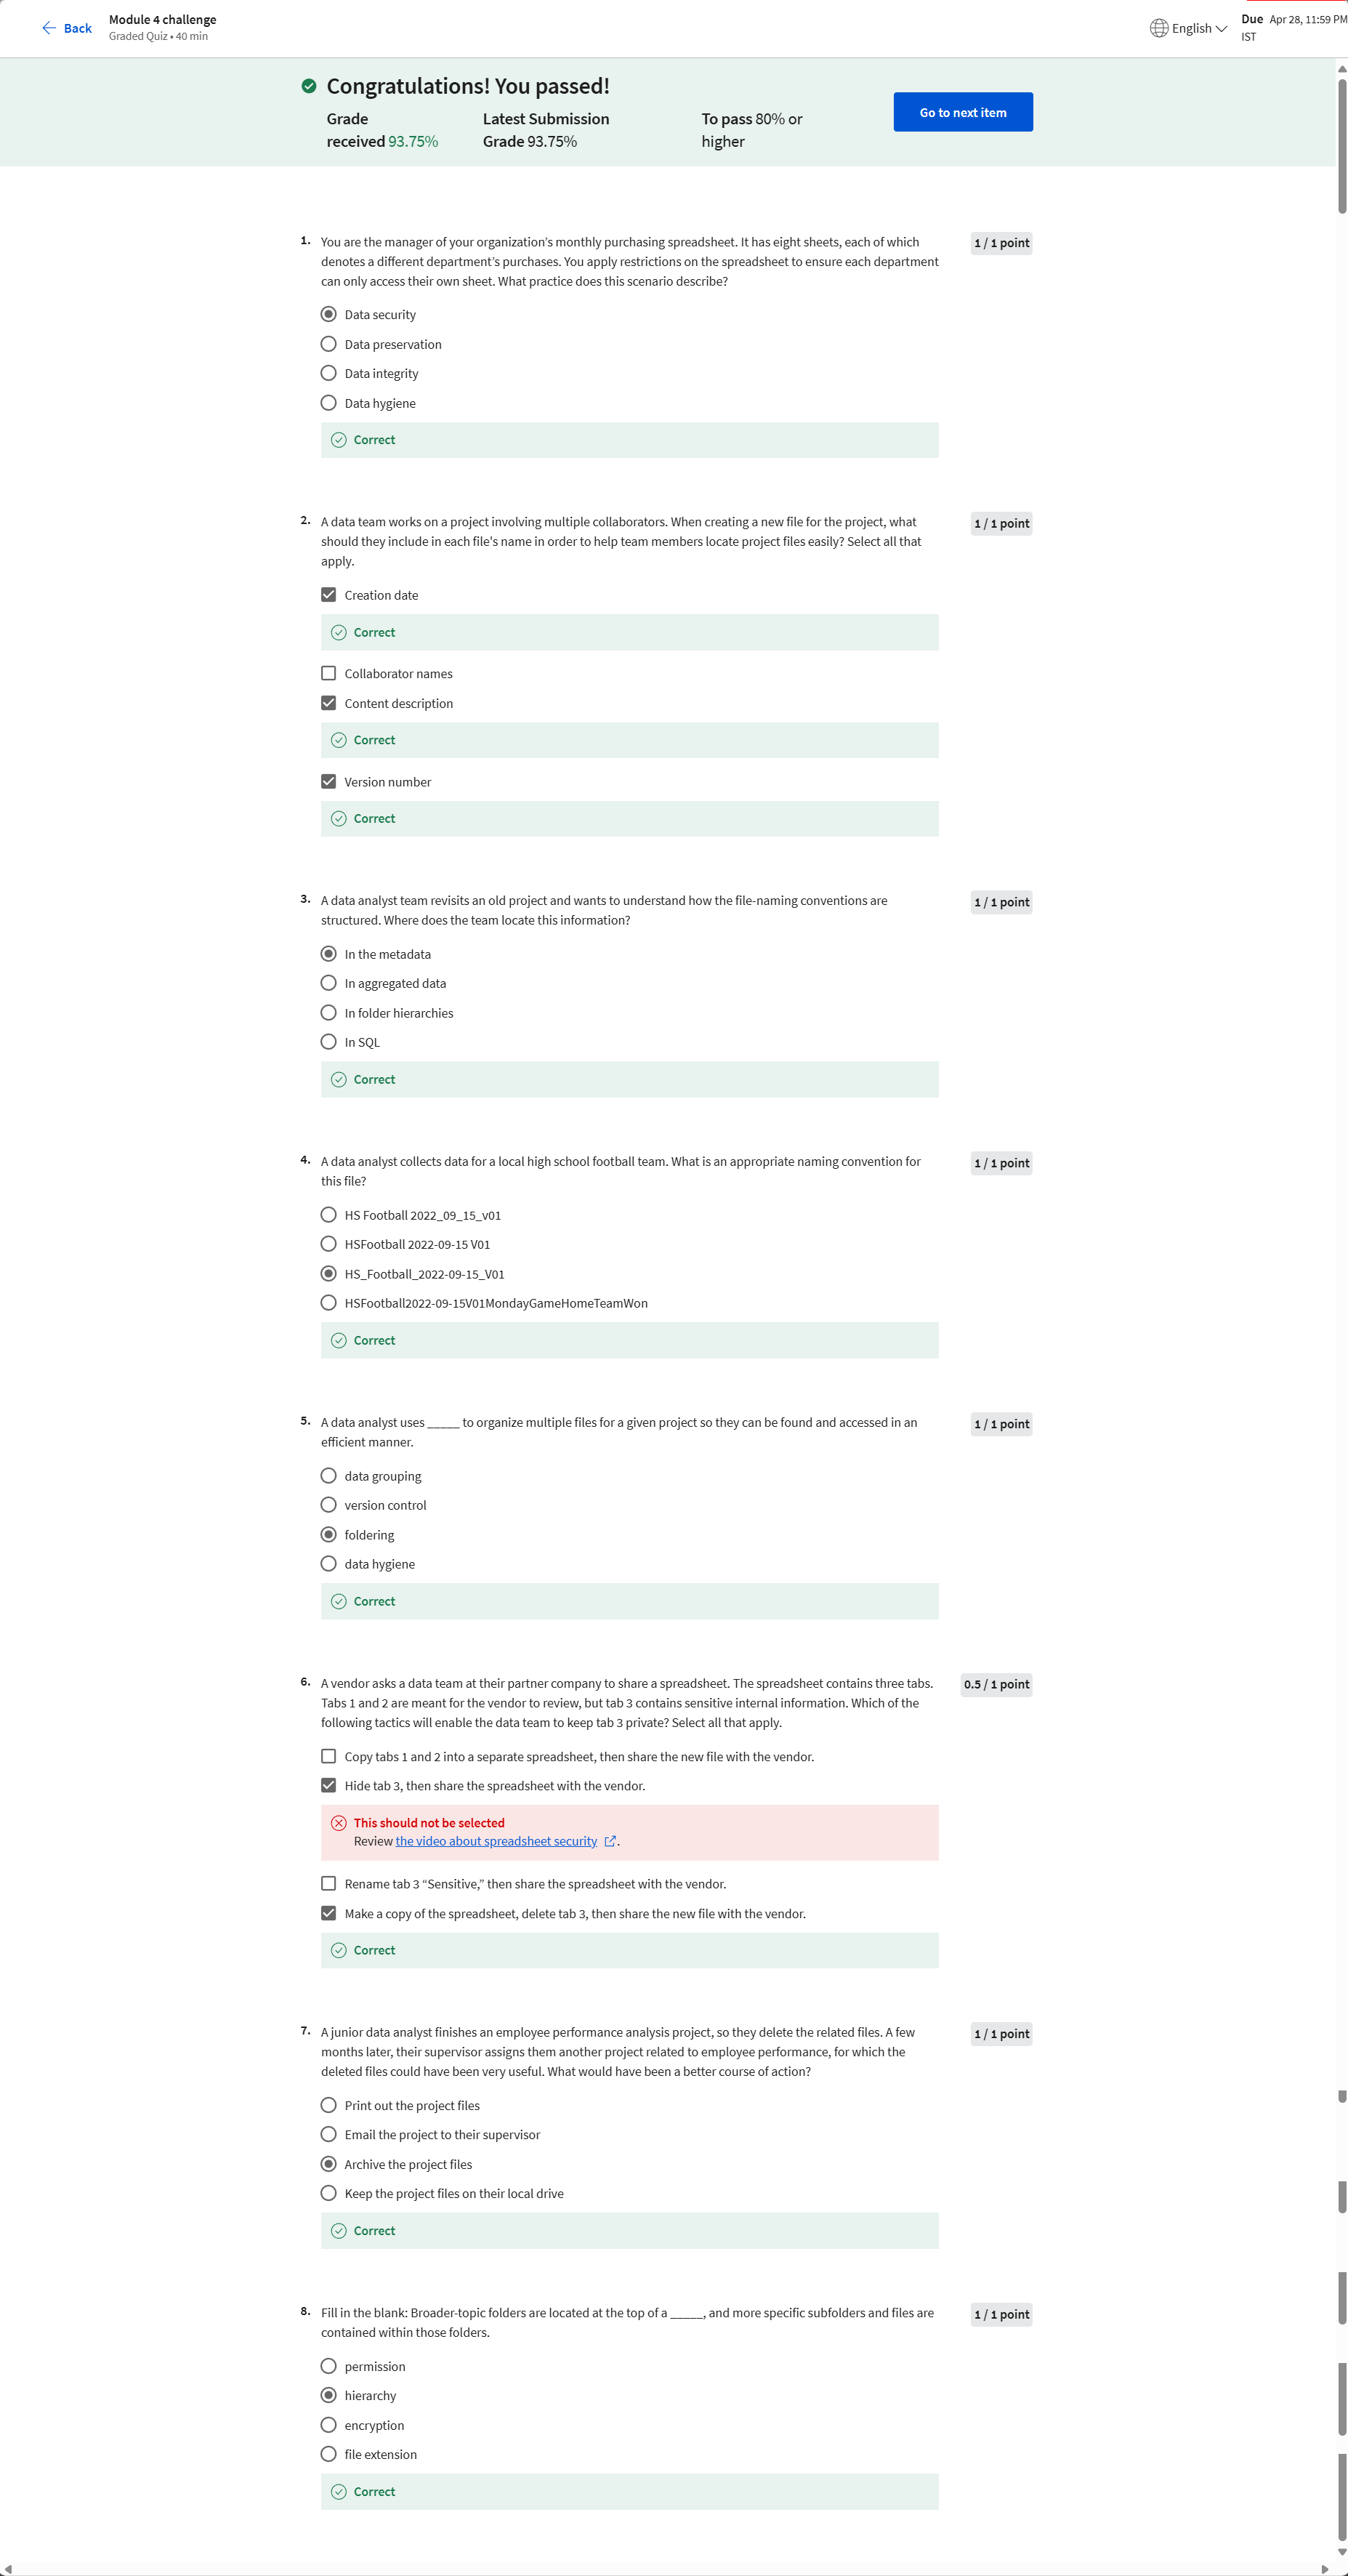 Back
Module 4 challenge
Graded Quiz • 40 min
English
Due Apr 28, 11:59 PM
IST
Congratulations! You passed!
Grade
received 93.75%
Latest Submission
Grade 93.75%
To pass 80% or
higher
Go to next item
1. You are the manager of your organization’s monthly purchasing spreadsheet. It has eight sheets, each of which
denotes a different department’s purchases. You apply restrictions on the spreadsheet to ensure each department
can only access their own sheet. What practice does this scenario describe?
1 / 1 point
Data security
Data preservation
Data integrity
Data hygiene
Correct
2. A data team works on a project involving multiple collaborators. When creating a new file for the project, what
should they include in each file's name in order to help team members locate project files easily? Select all that
apply.
1 / 1 point
Creation date
Correct
Collaborator names
Content description
Correct
Version number
Correct
3. A data analyst team revisits an old project and wants to understand how the file-naming conventions are
structured. Where does the team locate this information?
1 / 1 point
In the metadata
In aggregated data
In folder hierarchies
In SQL
Correct
4. A data analyst collects data for a local high school football team. What is an appropriate naming convention for
this file?
1 / 1 point
HS Football 2022_09_15_v01
HSFootball 2022-09-15 V01
HS_Football_2022-09-15_V01
HSFootball2022-09-15V01MondayGameHomeTeamWon
Correct
5. A data analyst uses _____ to organize multiple files for a given project so they can be found and accessed in an
efficient manner.
1 / 1 point
data grouping
version control
foldering
data hygiene
Correct
6. A vendor asks a data team at their partner company to share a spreadsheet. The spreadsheet contains three tabs.
Tabs 1 and 2 are meant for the vendor to review, but tab 3 contains sensitive internal information. Which of the
following tactics will enable the data team to keep tab 3 private? Select all that apply.
0.5 / 1 point
Copy tabs 1 and 2 into a separate spreadsheet, then share the new file with the vendor.
Hide tab 3, then share the spreadsheet with the vendor.
This should not be selected
Review the video about spreadsheet security .
Rename tab 3 “Sensitive,” then share the spreadsheet with the vendor.
Make a copy of the spreadsheet, delete tab 3, then share the new file with the vendor.
Correct
7. A junior data analyst finishes an employee performance analysis project, so they delete the related files. A few
months later, their supervisor assigns them another project related to employee performance, for which the
deleted files could have been very useful. What would have been a better course of action?
1 / 1 point
Print out the project files
Email the project to their supervisor
Archive the project files
Keep the project files on their local drive
Correct
8. Fill in the blank: Broader-topic folders are located at the top of a _____, and more specific subfolders and files are
contained within those folders.
1 / 1 point
permission
hierarchy
encryption
file extension
Correct